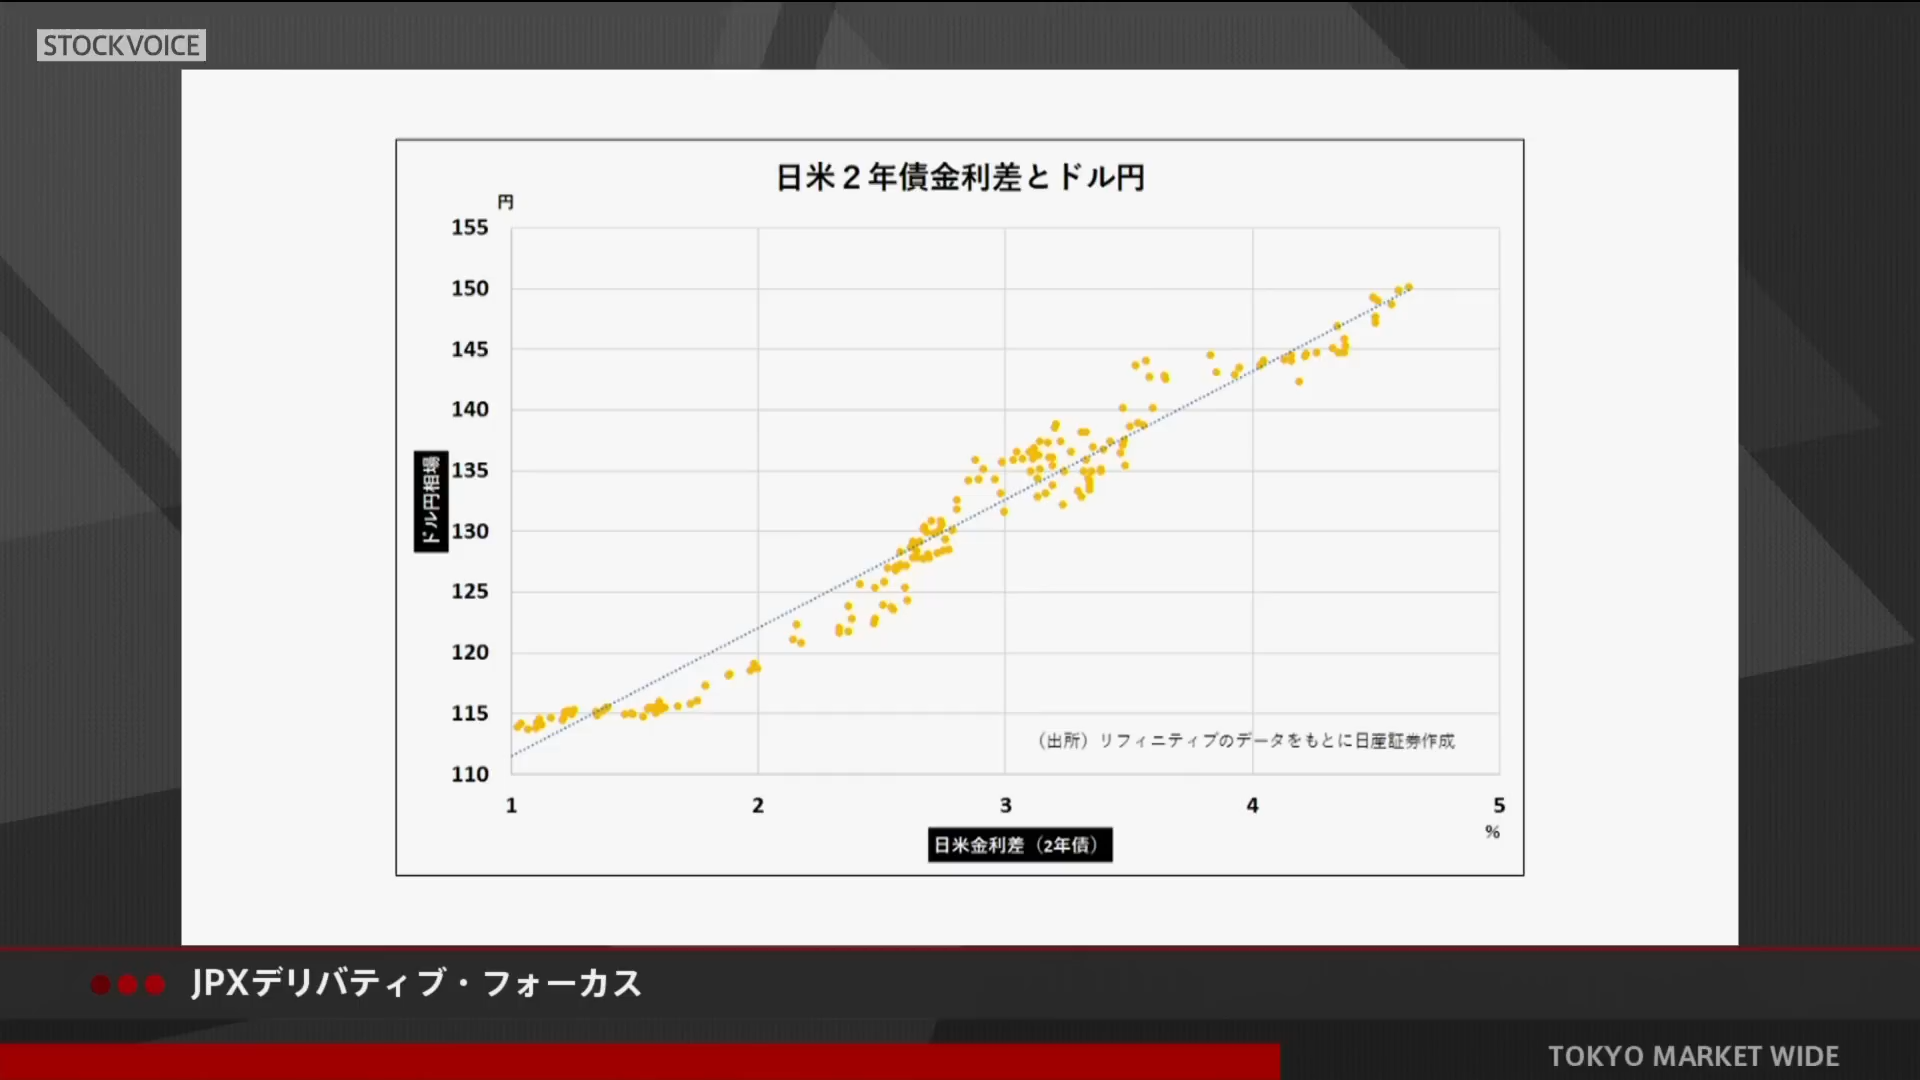 STOCKVOICE
日米２年債金利差とドル円
円
155
150
145
140
135
130
125
120
115
110
ドル円相場
（出所）リフィニティブのデータをもとに日産証券作成
1 2 3 4 5
%
日米金利差（2年債）
JPXデリバティブ・フォーカス
TOKYO MARKET WIDE